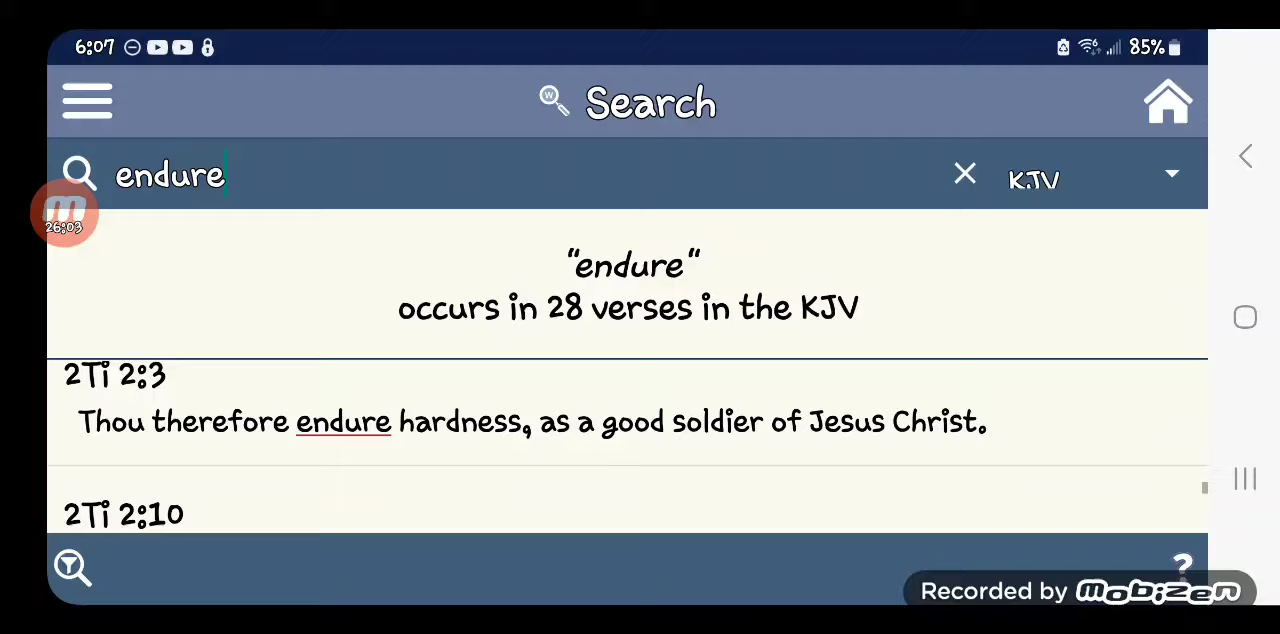 6:07 85%
Search
endure KJV
26:03
"endure"
occurs in 28 verses in the KJV
2Ti 2:3
Thou therefore endure hardness, as a good soldier of Jesus Christ.
2Ti 2:10
?
Recorded by mobizen